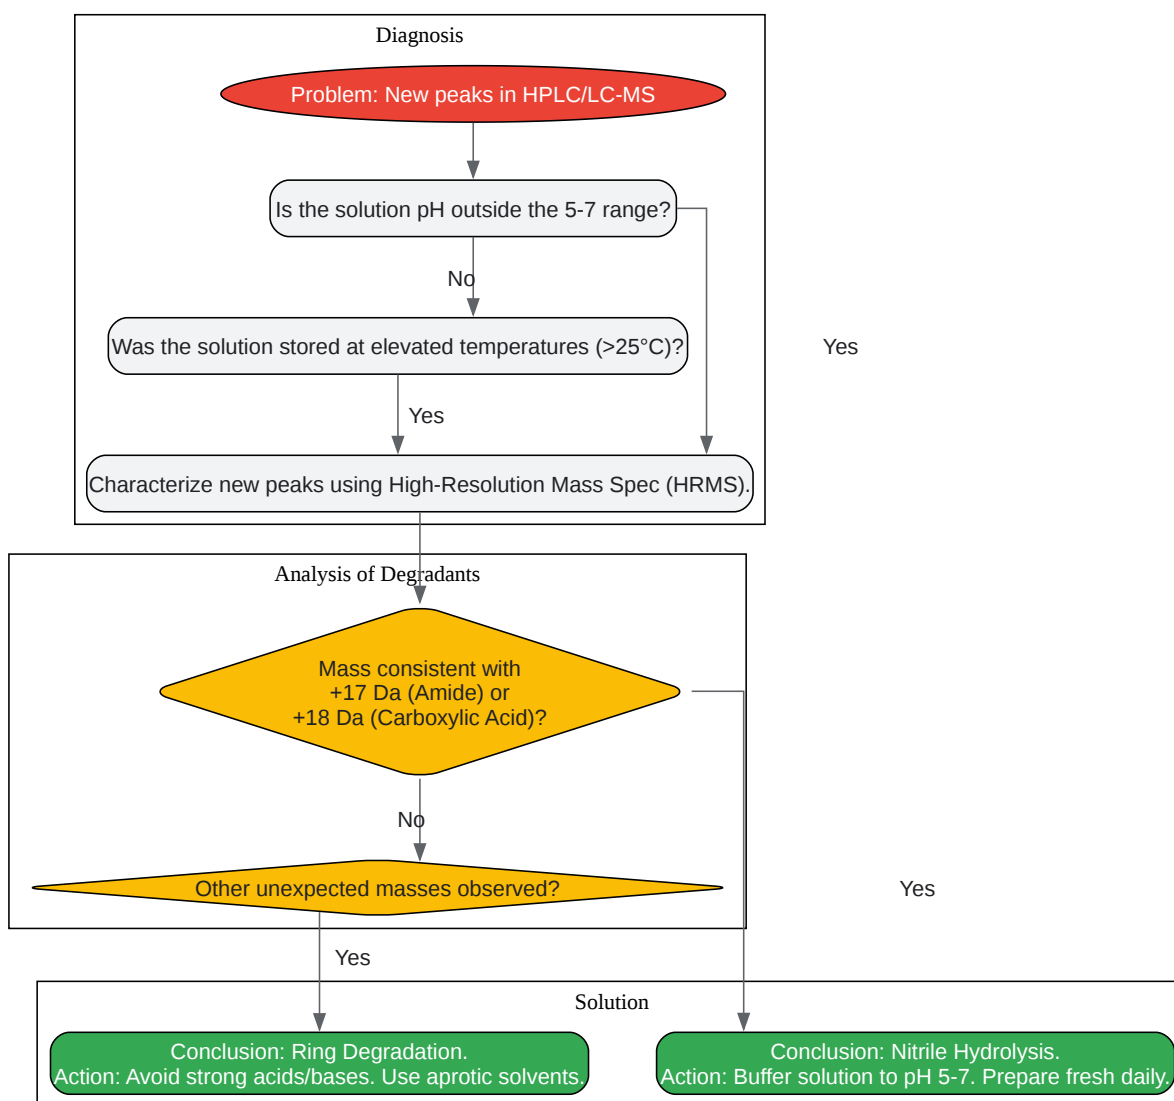 Diagnosis
Problem: New peaks in HPLC/LC-MS
Is the solution pH outside the 5-7 range?
No
Was the solution stored at elevated temperatures (>25°C)?
Yes
Yes
Characterize new peaks using High-Resolution Mass Spec (HRMS).
Analysis of Degradants
Mass consistent with
+17 Da (Amide) or
+18 Da (Carboxylic Acid)?
No
Other unexpected masses observed?
Yes
Yes
Solution
Conclusion: Ring Degradation.
Action: Avoid strong acids/bases. Use aprotic solvents.
Conclusion: Nitrile Hydrolysis.
Action: Buffer solution to pH 5-7. Prepare fresh daily.